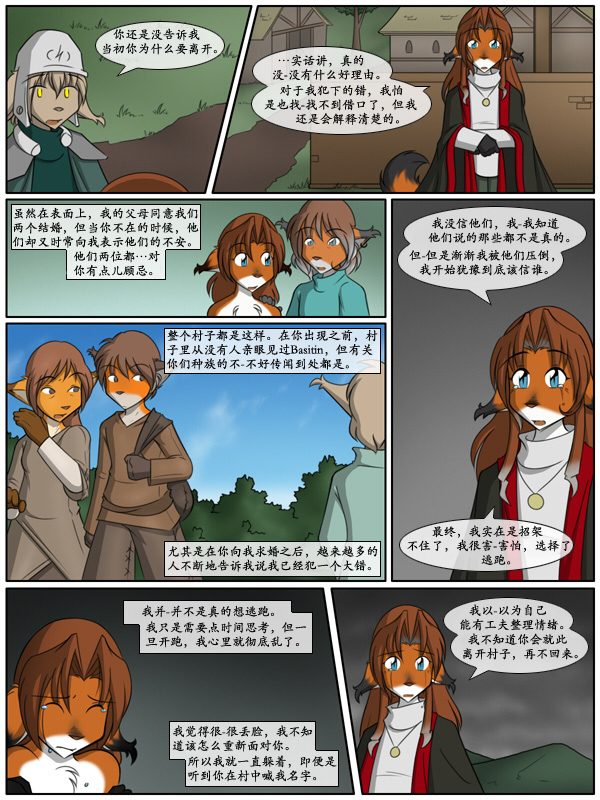 你还是没告诉我
当初你为什么要离开。
…实话讲，真的
没-没有什么好理由。
对于我犯下的错，我怕
是也找-我不到借口了，但我
还是会解释清楚的。
虽然在表面上，我的父母同意我们
两个结婚，但当你不在的时候，他
们却又时常向我表示他们的不安。
他们两位都…对
你有点儿顾忌。
我没信他们，我-我知道
他们说的那些都不是真的。
但-但是渐渐我被他们压倒，
我开始犹豫到底该信谁。
整个村子都是这样。在你出现之前，村
子里从没有人亲眼见过Basitin，但有关
你们种族的不-不好传闻到处都是。
尤其是在你向我求婚之后，越来越多的
人不断地告诉我说我已经犯一个大错。
最终，我实在是招架
不住了，我很害-害怕，选择了
逃跑。
我并-并不是真的想逃跑。
我只是需要点时间思考，但一
旦开跑，我心里就彻底乱了。
我觉得很-很丢脸，我不知
道该怎么重新面对你。
所以我就一直躲着，即便是
听到你在村中喊我名字。
我以-以为自己
能有工夫整理情绪。
我不知道你会就此
离开村子，再不回来。